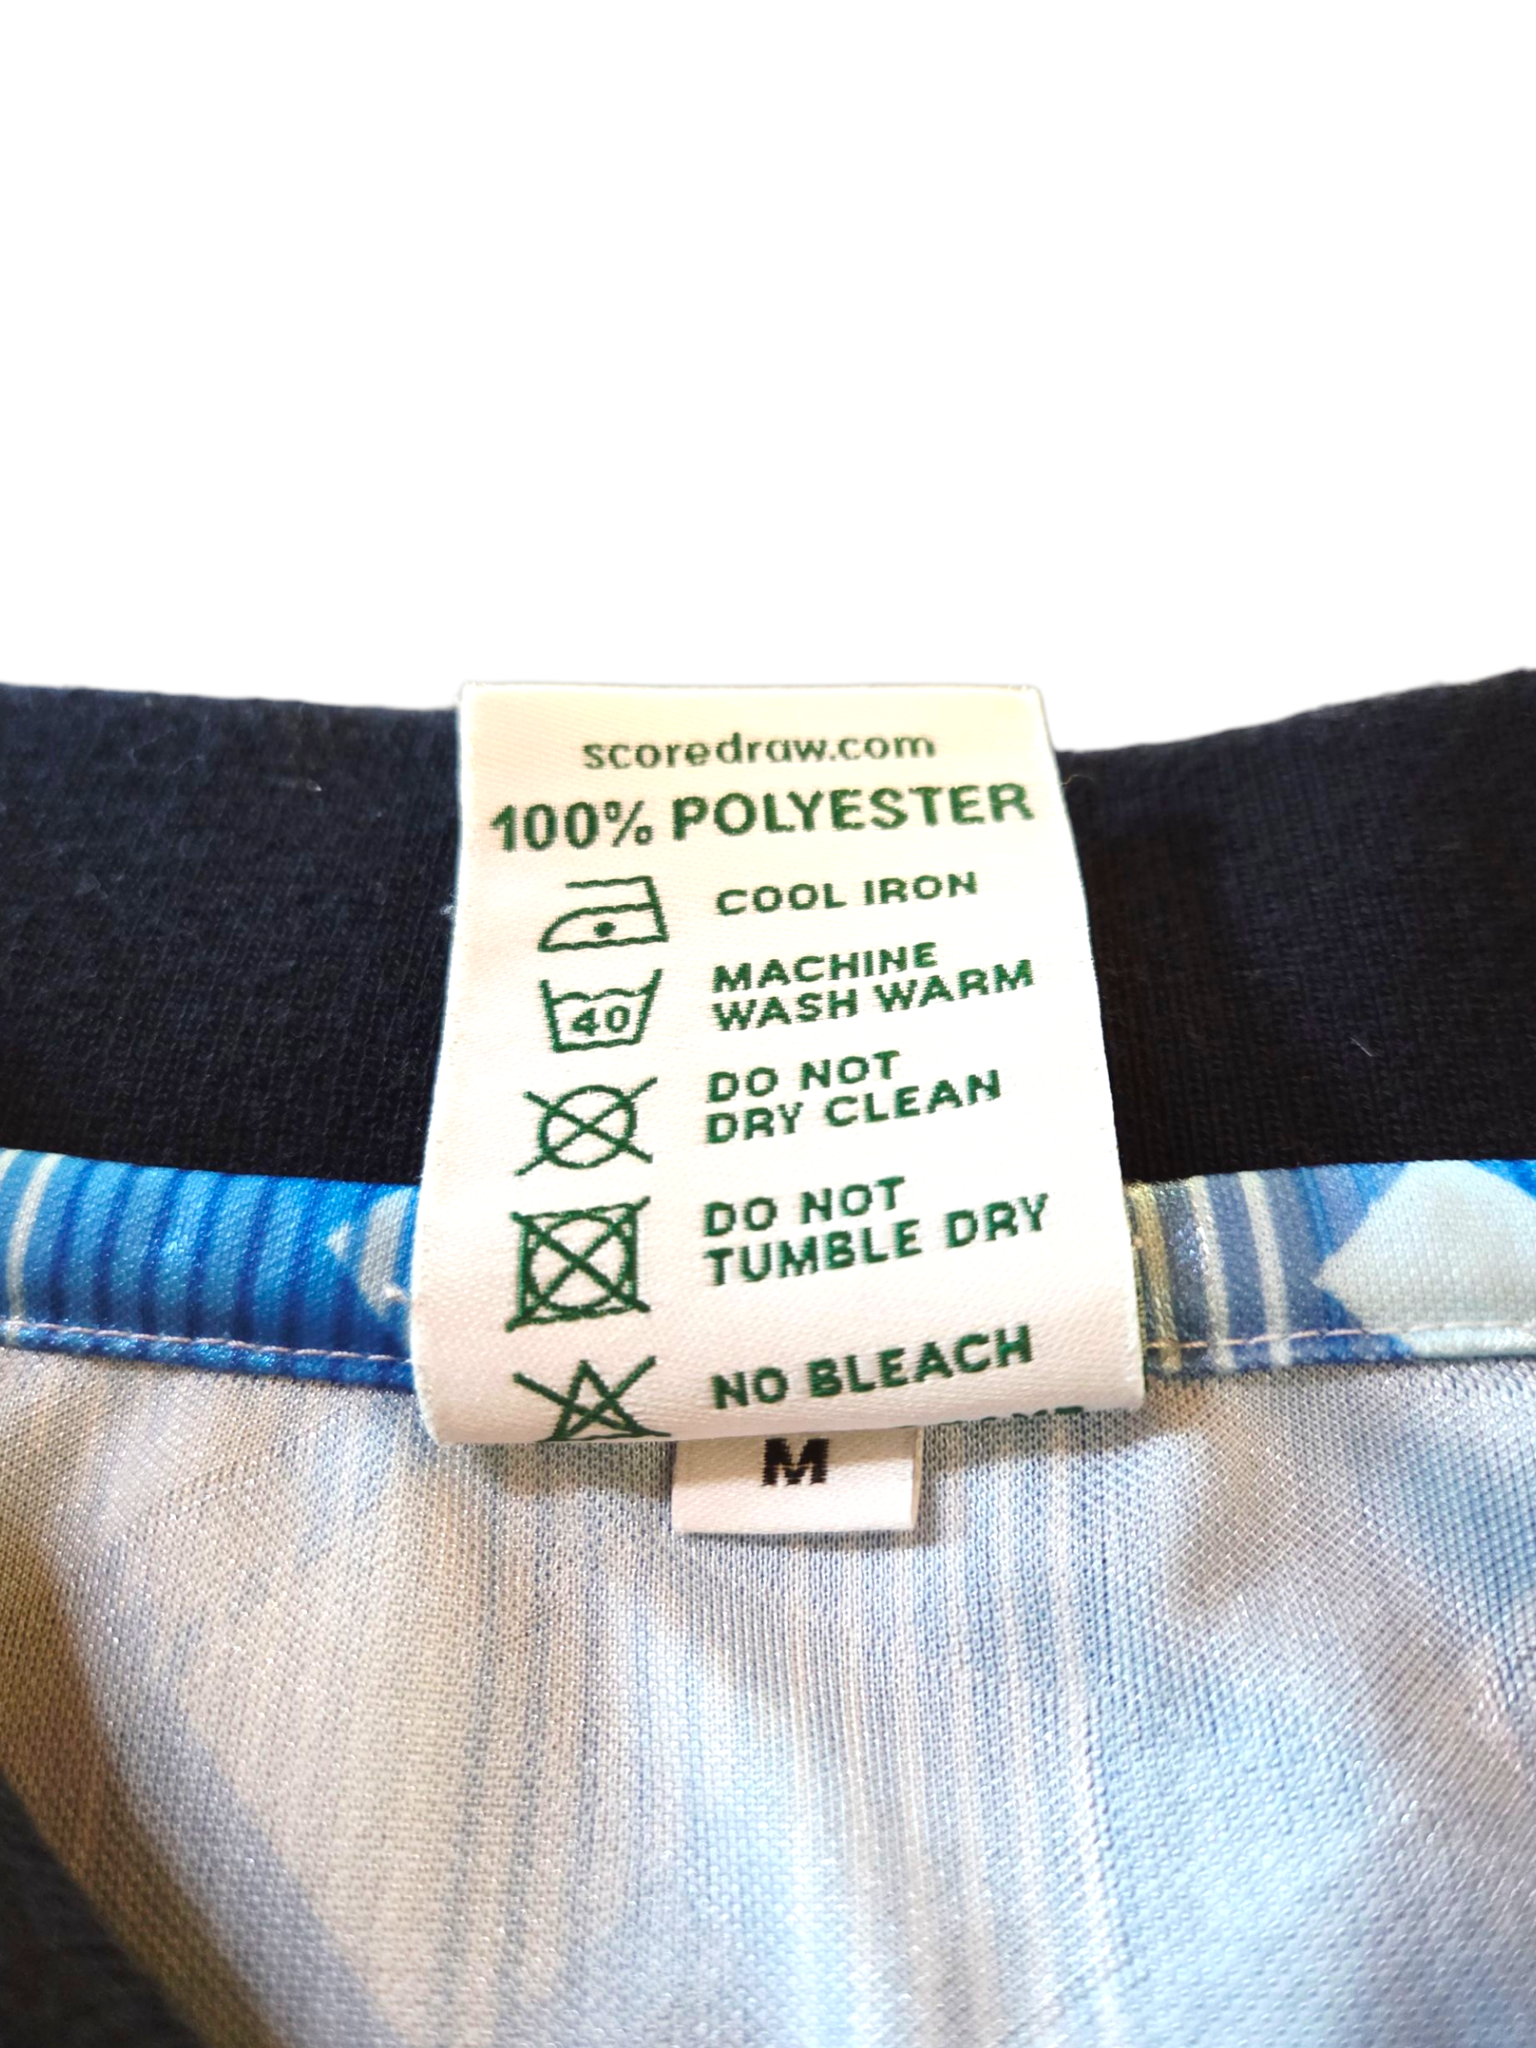 scoredraw.com
100% POLYESTER
COOL IRON
40
MACHINE
WASH WARM
DO NOT
DRY CLEAN
DO NOT
TUMBLE DRY
NO BLEACH
M